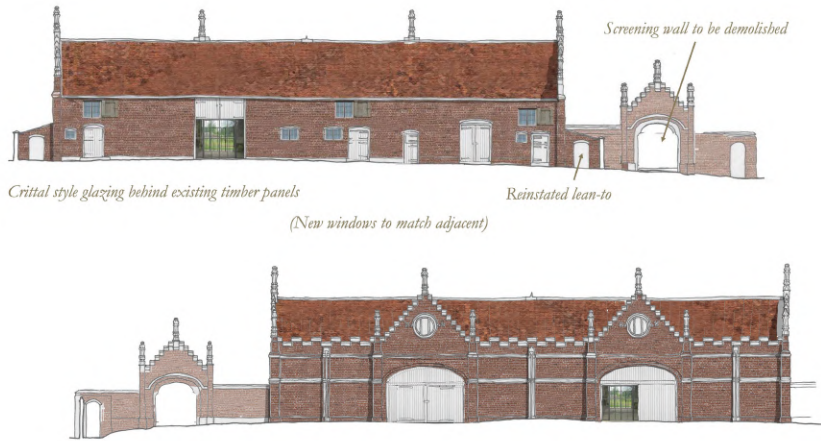 Screening wall to be demolished
Crittal style glazing behind existing timber panels
Reinstated lean-to
(New windows to match adjacent)